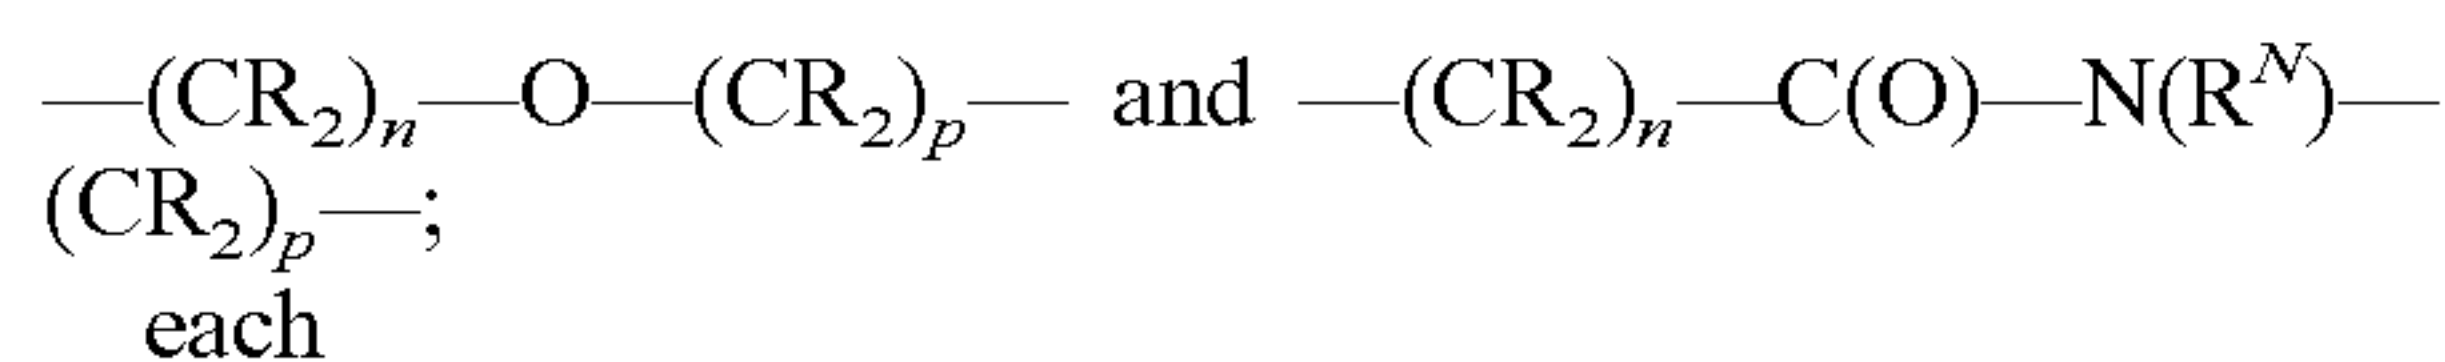 —(CR₂)ₙ—O—(CR₂)ₚ— and —(CR₂)ₙ—C(O)—N(Rᴺ)—
(CR₂)ₚ—;
each